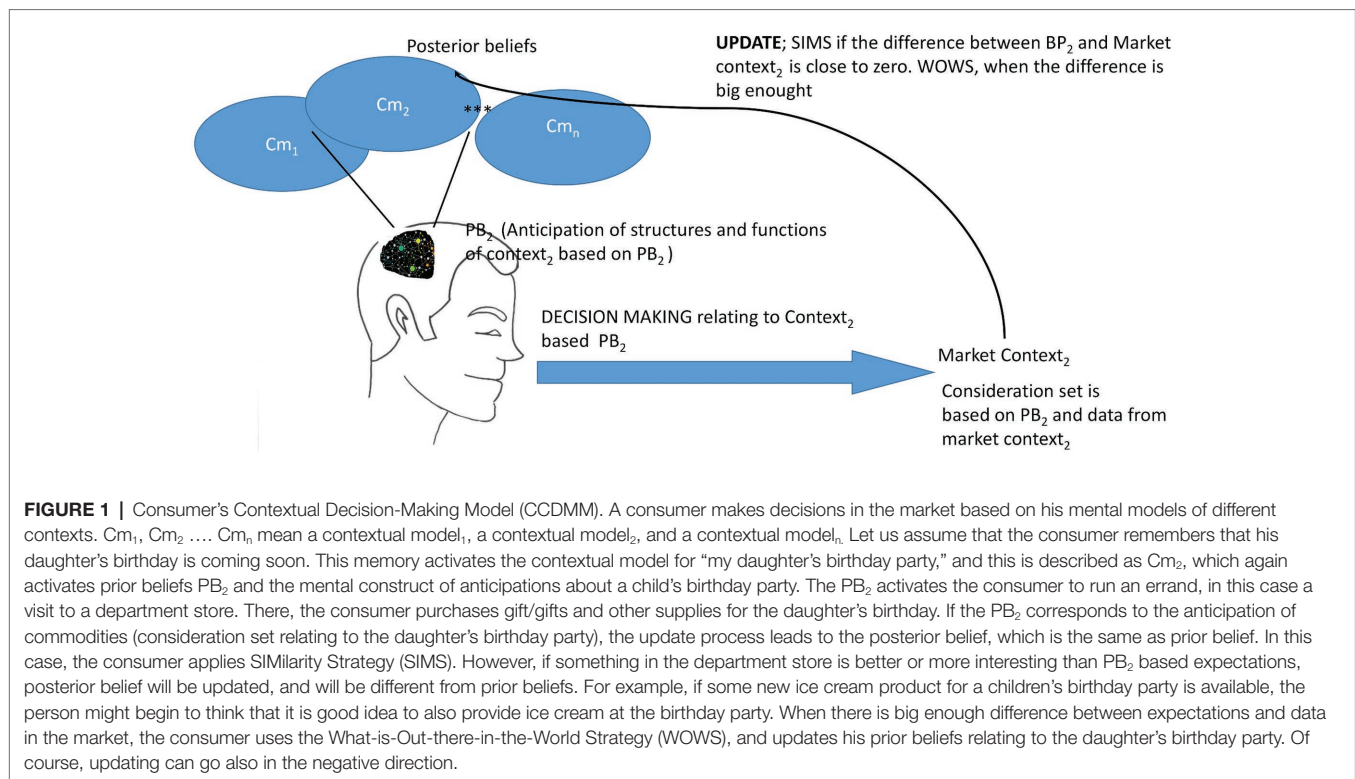 Posterior beliefs
UPDATE; SIMS if the difference between BP₂ and Market
context₂ is close to zero. WOWS, when the difference is
big enought
Cm₁
Cm₂
***
Cmₙ
PB₂ (Anticipation of structures and functions
of context₂ based on PB₂ )
DECISION MAKING relating to Context₂
based PB₂
Market Context₂
Consideration set is
based on PB₂ and data from
market context₂
FIGURE 1 | Consumer's Contextual Decision-Making Model (CCDMM). A consumer makes decisions in the market based on his mental models of different
contexts. Cm₁, Cm₂ …. Cmₙ mean a contextual model₁, a contextual model₂, and a contextual modelₙ. Let us assume that the consumer remembers that his
daughter's birthday is coming soon. This memory activates the contextual model for "my daughter's birthday party," and this is described as Cm₂, which again
activates prior beliefs PB₂ and the mental construct of anticipations about a child's birthday party. The PB₂ activates the consumer to run an errand, in this case a
visit to a department store. There, the consumer purchases gift/gifts and other supplies for the daughter's birthday. If the PB₂ corresponds to the anticipation of
commodities (consideration set relating to the daughter's birthday party), the update process leads to the posterior belief, which is the same as prior belief. In this
case, the consumer applies SIMilarity Strategy (SIMS). However, if something in the department store is better or more interesting than PB₂ based expectations,
posterior belief will be updated, and will be different from prior beliefs. For example, if some new ice cream product for a children's birthday party is available, the
person might begin to think that it is good idea to also provide ice cream at the birthday party. When there is big enough difference between expectations and data
in the market, the consumer uses the What-is-Out-there-in-the-World Strategy (WOWS), and updates his prior beliefs relating to the daughter's birthday party. Of
course, updating can go also in the negative direction.